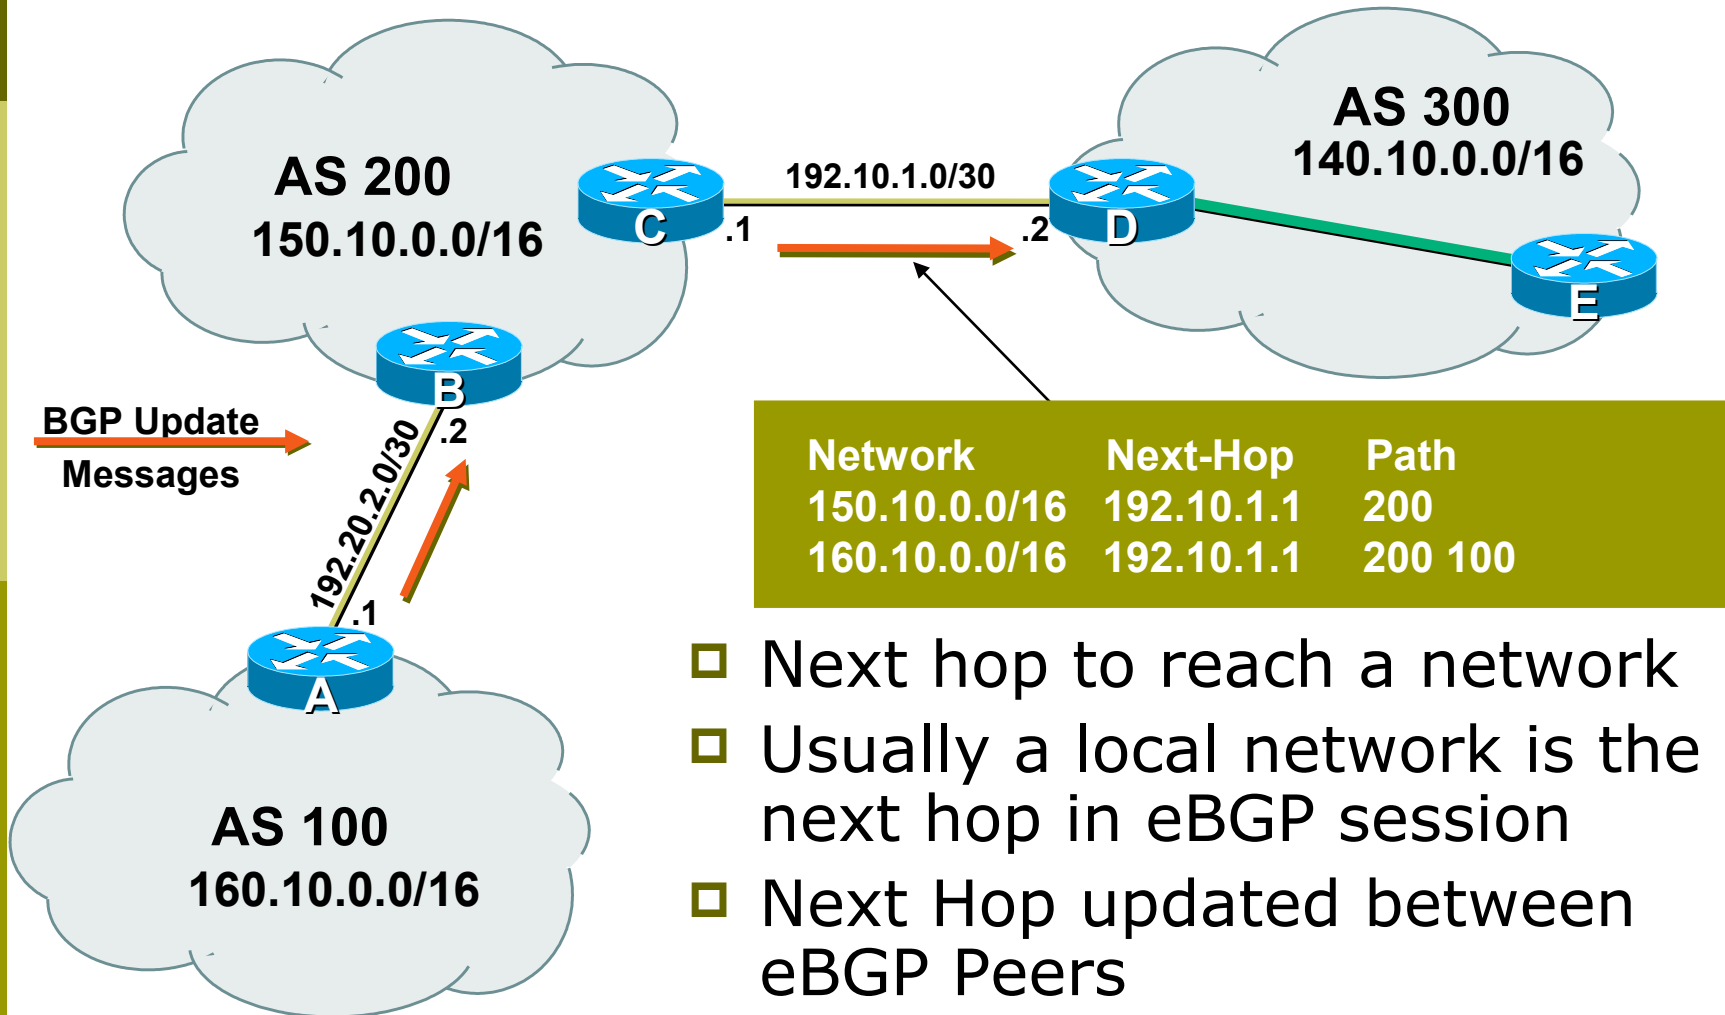 AS 200
150.10.0.0/16
C
.1
192.10.1.0/30
.2
D
AS 300
140.10.0.0/16
E
B
.2
BGP Update
Messages
192.20.2.0/30
.1
A
AS 100
160.10.0.0/16
Network Next-Hop Path
150.10.0.0/16 192.10.1.1 200
160.10.0.0/16 192.10.1.1 200 100
Next hop to reach a network
Usually a local network is the
next hop in eBGP session
Next Hop updated between
eBGP Peers